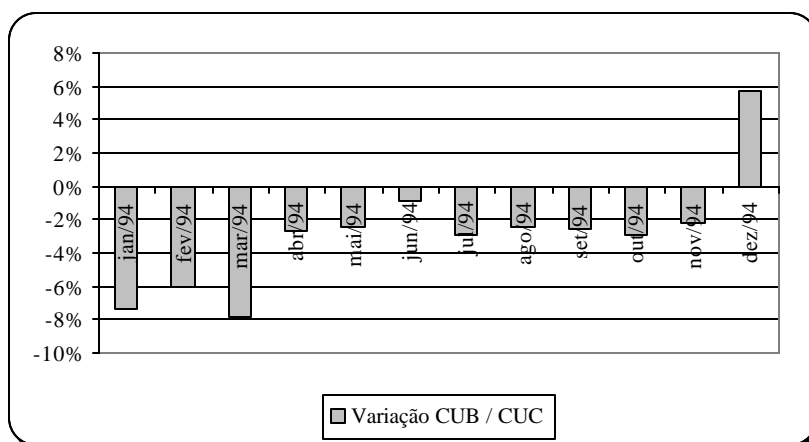 8%
6%
4%
2%
0%
-2%
-4%
-6%
-8%
-10%
jan/94
fev/94
mar/94
abr/94
mai/94
jun/94
jul/94
ago/94
set/94
out/94
nov/94
dez/94
Variação CUB / CUC